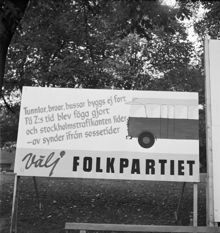 Tunnlar, broar, bussar byggs ej fort
På Z:s tid blev föga gjort
och stockholmstrafikanten lider
- av synder ifrån sossetider
Välj FOLKPARTIET